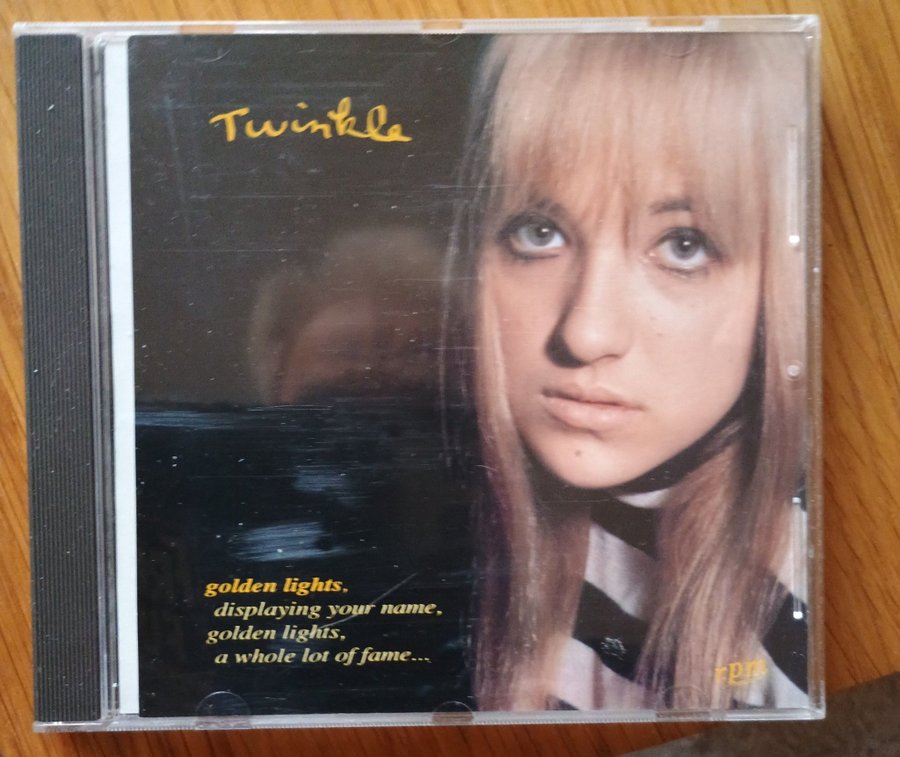 Twinkle
golden lights,
displaying your name,
golden lights,
a whole lot of fame...
rpm